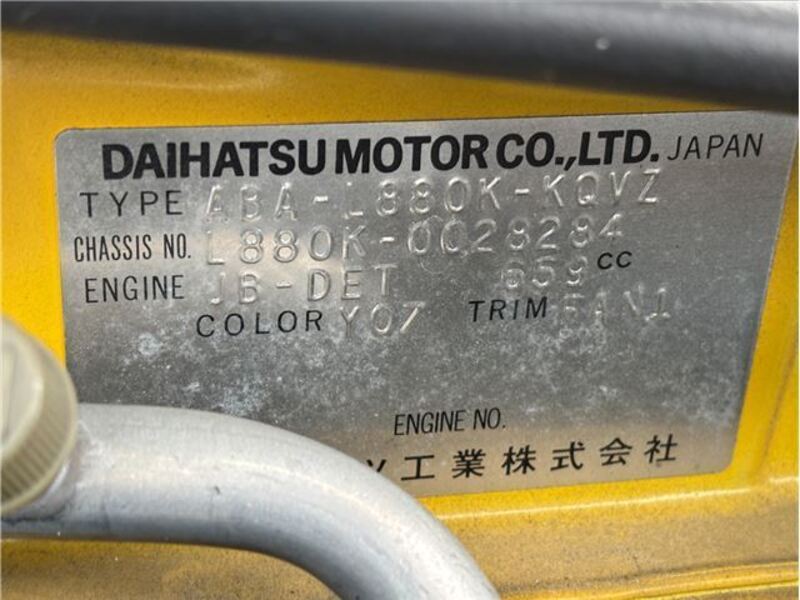 DAIHATSU MOTOR CO.,LTD. JAPAN
TYPE ABA-L880K-KQVZ
CHASSIS NO. L880K-0028284
ENGINE JB-DET 659 CC
COLOR Y07 TRIM FAN1
ENGINE NO.
工業株式会社